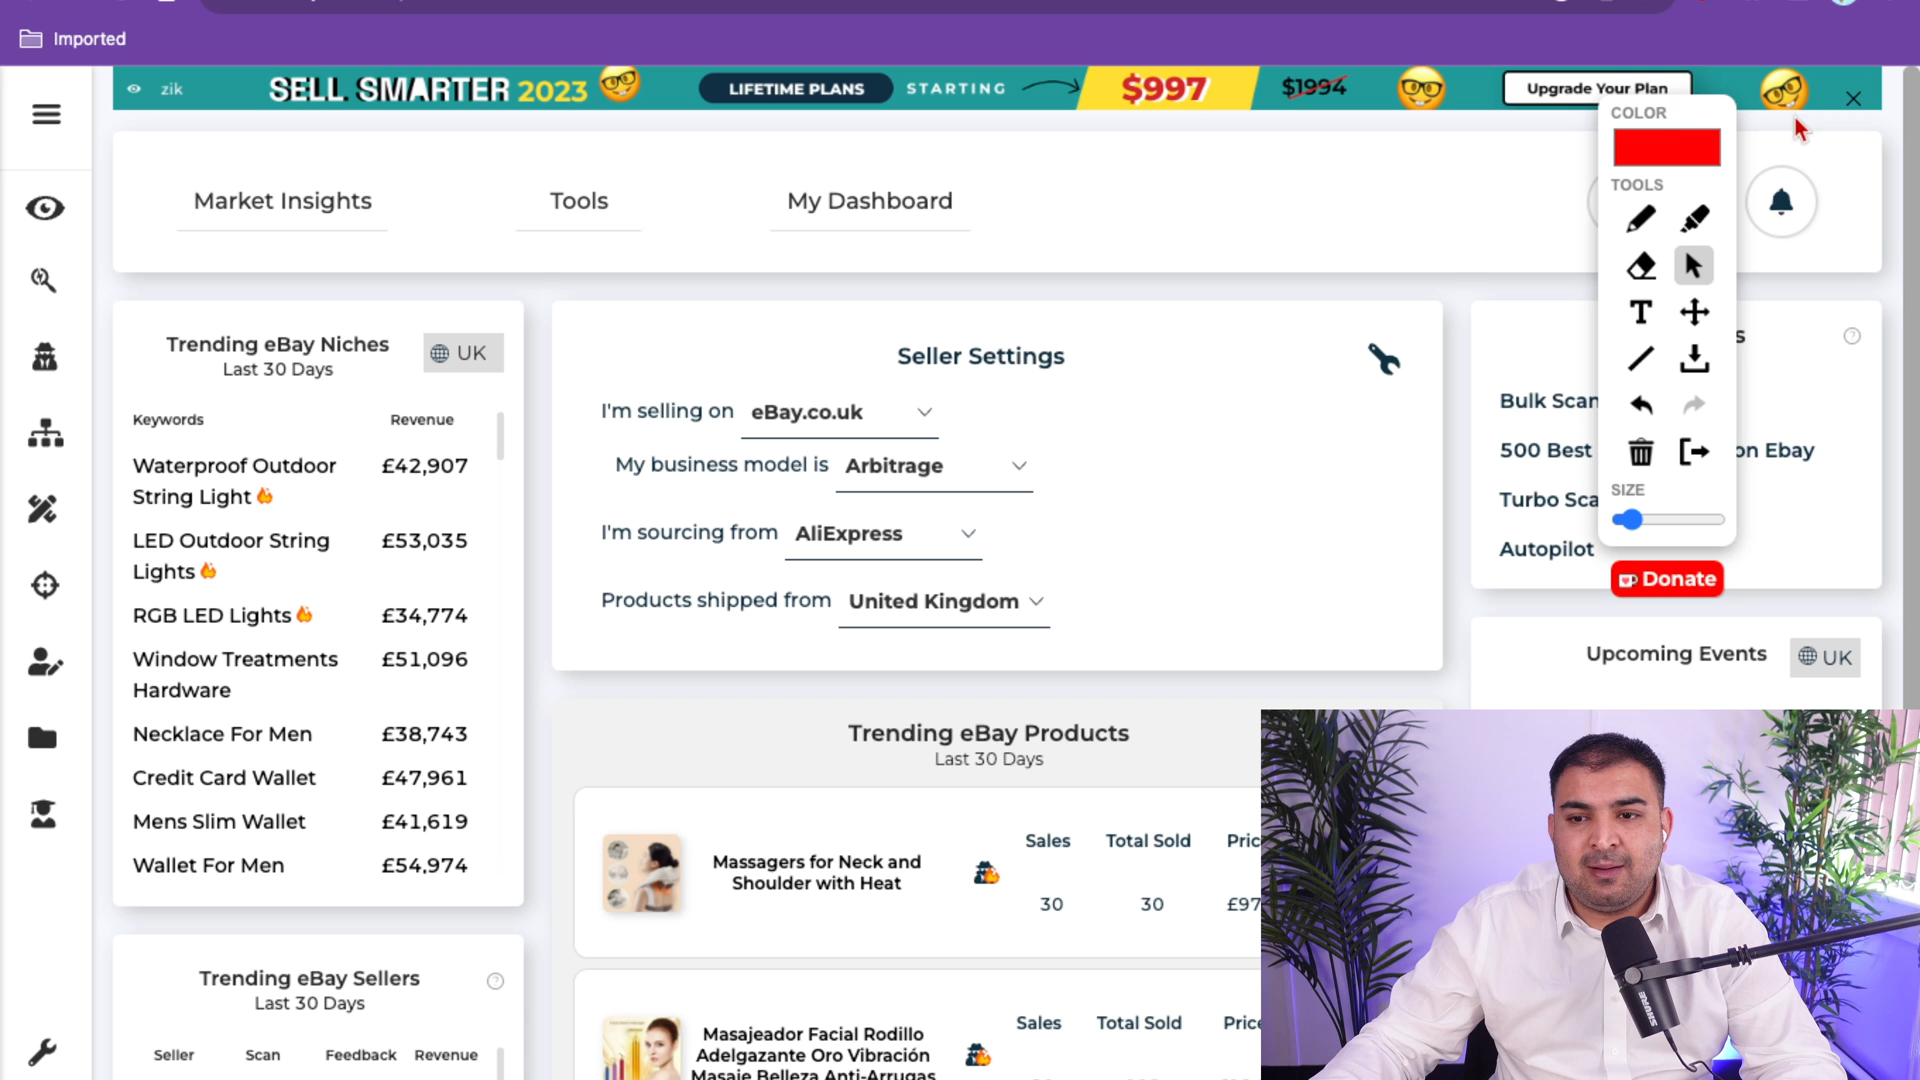 Imported
zik
SELL SMARTER 2023
LIFETIME PLANS
STARTING
$997
$1994
Upgrade Your Plan
COLOR
TOOLS
SIZE
Donate
Market Insights
Tools
My Dashboard
Trending eBay Niches
Last 30 Days
UK
Keywords
Revenue
Waterproof Outdoor
String Light
£42,907
LED Outdoor String
Lights
£53,035
RGB LED Lights
£34,774
Window Treatments
Hardware
£51,096
Necklace For Men
£38,743
Credit Card Wallet
£47,961
Mens Slim Wallet
£41,619
Wallet For Men
£54,974
Trending eBay Sellers
Last 30 Days
Seller Scan Feedback Revenue
Seller Settings
I'm selling on eBay.co.uk
My business model is Arbitrage
I'm sourcing from AliExpress
Products shipped from United Kingdom
Trending eBay Products
Last 30 Days
Massagers for Neck and
Shoulder with Heat
Sales Total Sold Pric
30 30 £97
Masajeador Facial Rodillo
Adelgazante Oro Vibración
Masaje Belleza Anti-Arrugas
Sales Total Sold Price
s
Bulk Scan
500 Best on Ebay
Turbo Sca
Autopilot
Upcoming Events
UK
SHURE